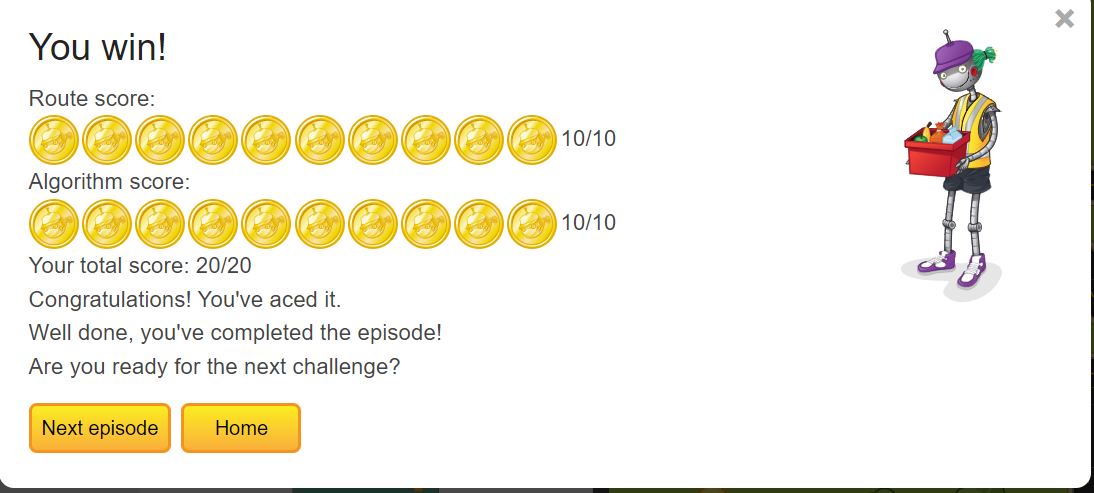 You win!
Route score:
10/10
Algorithm score:
10/10
Your total score: 20/20
Congratulations! You've aced it.
Well done, you've completed the episode!
Are you ready for the next challenge?
Next episode
Home